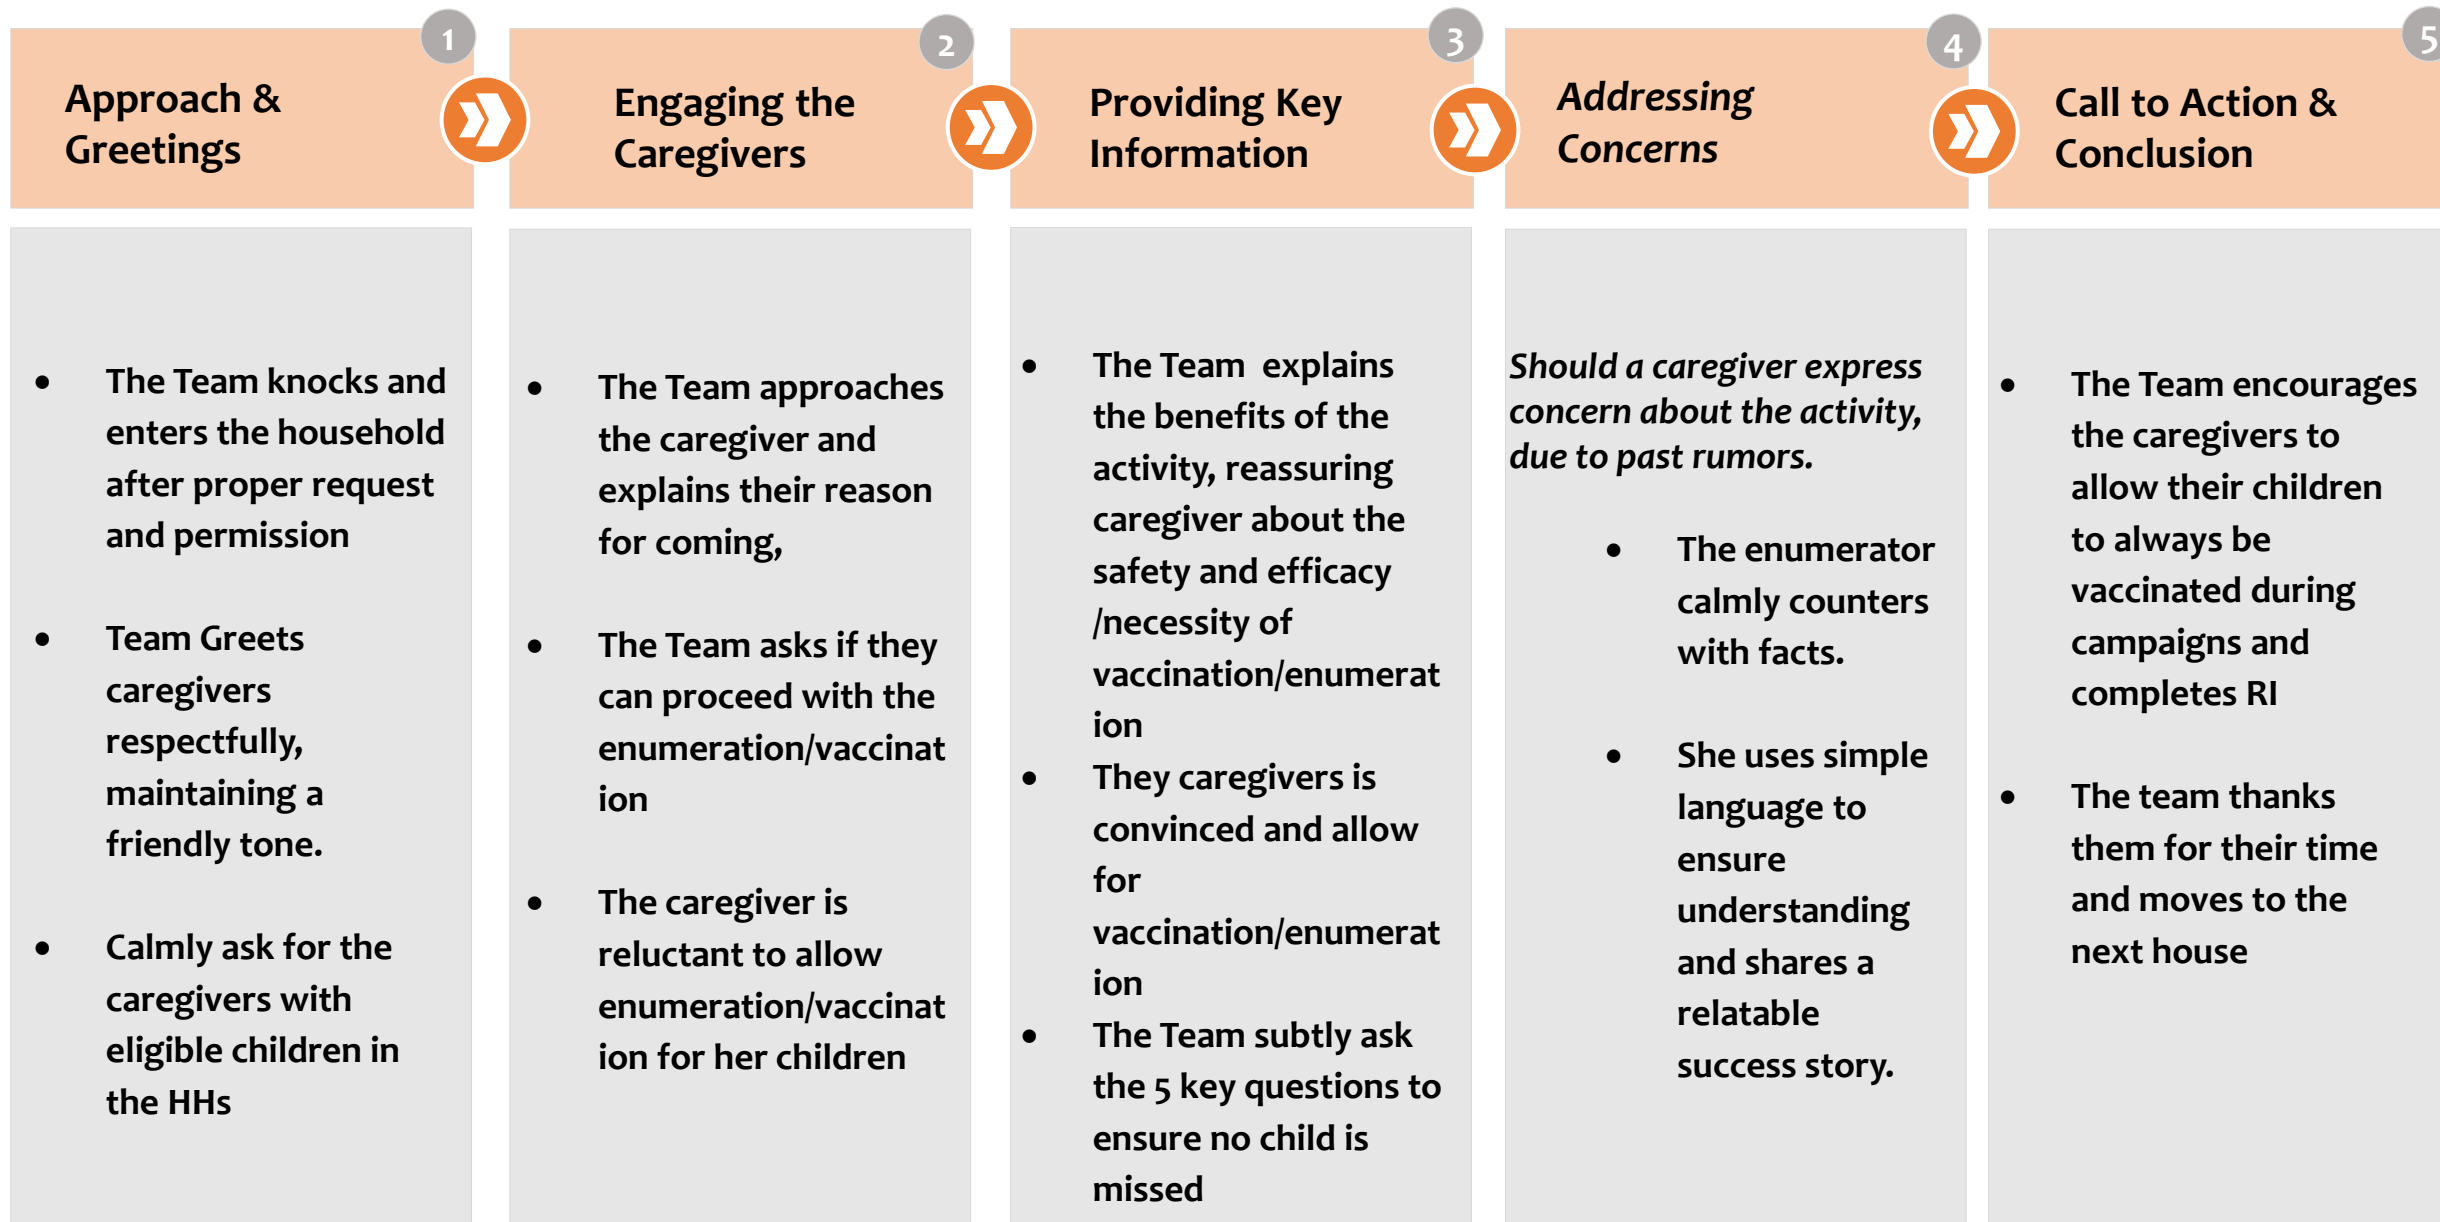 1
Approach &
Greetings
The Team knocks and
enters the household
after proper request
and permission
Team Greets
caregivers
respectfully,
maintaining a
friendly tone.
Calmly ask for the
caregivers with
eligible children in
the HHs
2
Engaging the
Caregivers
The Team approaches
the caregiver and
explains their reason
for coming,
The Team asks if they
can proceed with the
enumeration/vaccinat
ion
The caregiver is
reluctant to allow
enumeration/vaccinat
ion for her children
3
Providing Key
Information
The Team  explains
the benefits of the
activity, reassuring
caregiver about the
safety and efficacy
/necessity of
vaccination/enumerat
ion
They caregivers is
convinced and allow
for
vaccination/enumerat
ion
The Team subtly ask
the 5 key questions to
ensure no child is
missed
4
Addressing
Concerns
Should a caregiver express
concern about the activity,
due to past rumors.
The enumerator
calmly counters
with facts.
She uses simple
language to
ensure
understanding
and shares a
relatable
success story.
5
Call to Action &
Conclusion
The Team encourages
the caregivers to
allow their children
to always be
vaccinated during
campaigns and
completes RI
The team thanks
them for their time
and moves to the
next house